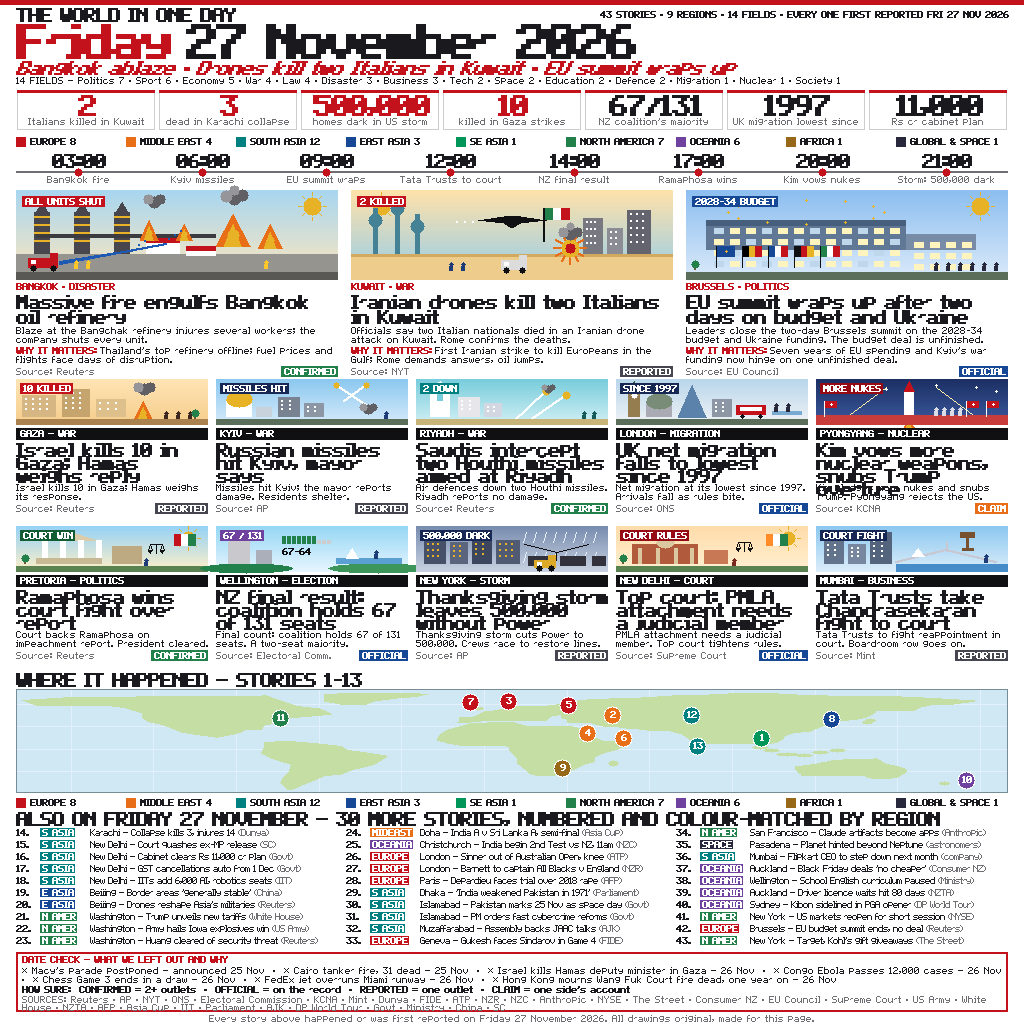 THE WORLD IN ONE DAY
43 STORIES • 9 REGIONS • 14 FIELDS • EVERY ONE FIRST REPORTED FRI 27 NOV 2026
Friday 27 November 2026
Bangkok ablaze • Drones kill two Italians in Kuwait • EU summit wraps up
14 FIELDS – Politics 7 • Sport 6 • Economy 5 • War 4 • Law 4 • Disaster 3 • Business 3 • Tech 2 • Space 2 • Education 2 • Defence 2 • Migration 1 • Nuclear 1 • Society 1
2
Italians killed in Kuwait
3
dead in Karachi collapse
500,000
homes dark in US storm
10
killed in Gaza strikes
67/131
NZ coalition's majority
1997
UK migration lowest since
11,000
Rs cr cabinet plan
EUROPE 8
MIDDLE EAST 4
SOUTH ASIA 12
EAST ASIA 3
SE ASIA 1
NORTH AMERICA 7
OCEANIA 6
AFRICA 1
GLOBAL & SPACE 1
03:00
06:00
09:00
12:00
14:00
17:00
20:00
21:00
Bangkok fire
Kyiv missiles
EU summit wraps
Tata Trusts to court
NZ final result
Ramaphosa wins
Kim vows nukes
Storm: 500,000 dark
ALL UNITS SHUT
BANGKOK • DISASTER
Massive fire engulfs Bangkok
oil refinery
Blaze at the Bangchak refinery injures several workers; the
company shuts every unit.
WHY IT MATTERS: Thailand's top refinery offline; fuel prices and
flights face days of disruption.
Source: Reuters
CONFIRMED
2 KILLED
KUWAIT • WAR
Iranian drones kill two Italians
in Kuwait
Officials say two Italian nationals died in an Iranian drone
attack on Kuwait. Rome confirms the deaths.
WHY IT MATTERS: First Iranian strike to kill Europeans in the
Gulf; Rome demands answers, oil jumps.
Source: NYT
REPORTED
2028-34 BUDGET
BRUSSELS • POLITICS
EU summit wraps up after two
days on budget and Ukraine
Leaders close the two-day Brussels summit on the 2028-34
budget and Ukraine funding. The budget deal is unfinished.
WHY IT MATTERS: Seven years of EU spending and Kyiv's war
funding now hinge on one unfinished deal.
Source: EU Council
OFFICIAL
10 KILLED
GAZA – WAR
Israel kills 10 in
Gaza; Hamas
weighs reply
Israel kills 10 in Gaza; Hamas weighs
its response.
Source: Reuters
REPORTED
MISSILES HIT
KYIV – WAR
Russian missiles
hit Kyiv, mayor
says
Missiles hit Kyiv; the mayor reports
damage. Residents shelter.
Source: AP
REPORTED
2 DOWN
RIYADH – WAR
Saudis intercept
two Houthi missiles
aimed at Riyadh
Air defences down two Houthi missiles.
Riyadh reports no damage.
Source: Reuters
CONFIRMED
SINCE 1997
LONDON – MIGRATION
UK net migration
falls to lowest
since 1997
Net migration at its lowest since 1997.
Arrivals fall as rules bite.
Source: ONS
OFFICIAL
MORE NUKES
PYONGYANG – NUCLEAR
Kim vows more
nuclear weapons,
snubs Trump
overture
nukes and snubs
Trump. Pyongyang rejects the US.
Source: KCNA
CLAIM
COURT WIN
PRETORIA – POLITICS
Ramaphosa wins
court fight over
report
Court backs Ramaphosa on
impeachment report. President cleared.
Source: Reuters
CONFIRMED
67 / 131
67-64
WELLINGTON – ELECTION
NZ final result:
coalition holds 67
of 131 seats
Final count: coalition holds 67 of 131
seats. A two-seat majority.
Source: Electoral Comm.
OFFICIAL
500,000 DARK
NEW YORK – STORM
Thanksgiving storm
leaves 500,000
without power
Thanksgiving storm cuts power to
500,000. Crews race to restore lines.
Source: AP
REPORTED
COURT RULES
NEW DELHI – COURT
Top court: PMLA
attachment needs
a judicial member
PMLA attachment needs a judicial
member. Top court tightens rules.
Source: Supreme Court
OFFICIAL
COURT FIGHT
MUMBAI – BUSINESS
Tata Trusts take
Chandrasekaran
fight to court
Tata Trusts to fight reappointment in
court. Boardroom row goes on.
Source: Mint
REPORTED
WHERE IT HAPPENED – STORIES 1-13
7
3
5
11
2
12
8
4
6
1
13
9
10
EUROPE 8
MIDDLE EAST 4
SOUTH ASIA 12
EAST ASIA 3
SE ASIA 1
NORTH AMERICA 7
OCEANIA 6
AFRICA 1
GLOBAL & SPACE 1
ALSO ON FRIDAY 27 NOVEMBER – 30 MORE STORIES, NUMBERED AND COLOUR-MATCHED BY REGION
14. S ASIA Karachi – Collapse kills 3, injures 14 (Dunya)
15. S ASIA New Delhi – Court quashes ex-MP release (SC)
16. S ASIA New Delhi – Cabinet clears Rs 11,000 cr plan (Govt)
17. S ASIA New Delhi – GST cancellations auto from 1 Dec (Govt)
18. S ASIA New Delhi – IITs add 6,000 AI, robotics seats (IIT)
19. E ASIA Beijing – Border areas 'generally stable' (China)
20. E ASIA Beijing – Drones reshape Asia's militaries (Reuters)
21. N AMER Washington – Trump unveils new tariffs (White House)
22. N AMER Washington – Army hails Iowa explosives win (US Army)
23. N AMER Washington – Huang cleared of security threat (Reuters)
24. MIDEAST Doha – India A v Sri Lanka A, semi-final (Asia Cup)
25. OCEANIA Christchurch – India begin 2nd Test vs NZ, 11am (NZC)
26. EUROPE London – Sinner out of Australian Open knee (ATP)
27. EUROPE London – Barnett to captain All Blacks v England (NZR)
28. EUROPE Paris – Depardieu faces trial over 2018 rape (AFP)
29. S ASIA Dhaka – 'India weakened Pakistan in 1971' (Parliament)
30. S ASIA Islamabad – Pakistan marks 25 Nov as space day (Govt)
31. S ASIA Islamabad – PM orders fast cybercrime reforms (Govt)
32. S ASIA Muzaffarabad – Assembly backs JAAC talks (AJK)
33. EUROPE Geneva – Gukesh faces Sindarov in Game 4 (FIDE)
34. N AMER San Francisco – Claude artifacts become apps (Anthropic)
35. SPACE Pasadena – Planet hinted beyond Neptune (astronomers)
36. S ASIA Mumbai – Flipkart CEO to step down next month (company)
37. OCEANIA Auckland – Black Friday deals 'no cheaper' (Consumer NZ)
38. OCEANIA Wellington – School English curriculum paused (Ministry)
39. OCEANIA Auckland – Driver licence waits hit 90 days (NZTA)
40. OCEANIA Sydney – Kibon sidelined in PGA opener (DP World Tour)
41. N AMER New York – US markets reopen for short session (NYSE)
42. EUROPE Brussels – EU budget summit ends, no deal (Reuters)
43. N AMER New York – Target, Kohl's gift giveaways (The Street)
DATE CHECK – WHAT WE LEFT OUT AND WHY
× Macy's Parade postponed – announced 25 Nov • × Cairo tanker fire, 31 dead – 25 Nov • × Israel kills Hamas deputy minister in Gaza – 26 Nov • × Congo Ebola passes 12,000 cases – 26 Nov
• × Chess Game 3 ends in a draw – 26 Nov • × FedEx jet overruns Miami runway – 26 Nov • × Hong Kong mourns Wang Fuk Court fire dead, one year on – 26 Nov
HOW SURE: CONFIRMED = 2+ outlets • OFFICIAL = on the record • REPORTED = one outlet • CLAIM = one side's account
SOURCES: Reuters • AP • NYT • ONS • Electoral Commission • KCNA • Mint • Dunya • FIDE • ATP • NZR • NZC • Anthropic • NYSE • The Street • Consumer NZ • EU Council • Supreme Court • US Army • White
House • NZTA • AFP • Asia Cup • IIT • Parliament • AJK • DP World Tour • Govt • Ministry • China • SC
Every story above happened or was first reported on Friday 27 November 2026. All drawings original, made for this page.